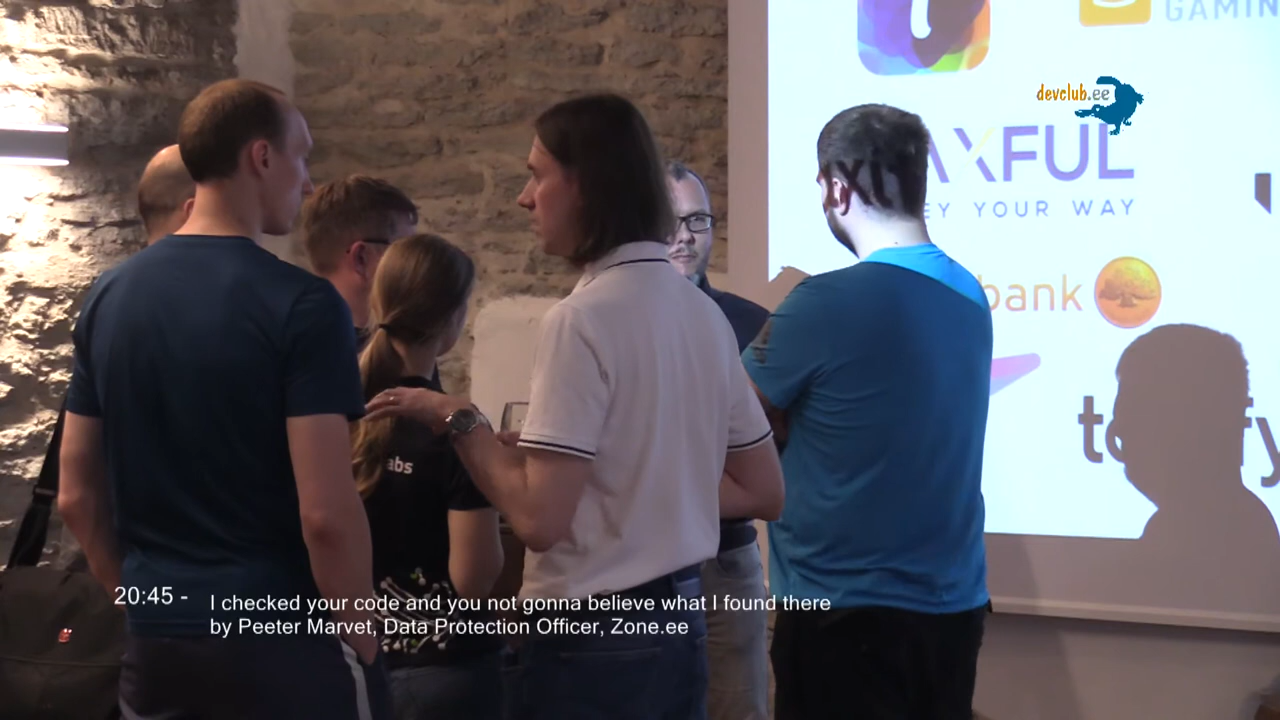 GAMIN
devclub.ee
AXFUL
EY YOUR WAY
bank
abs
20:45 -
I checked your code and you not gonna believe what I found there
by Peeter Marvet, Data Protection Officer, Zone.ee